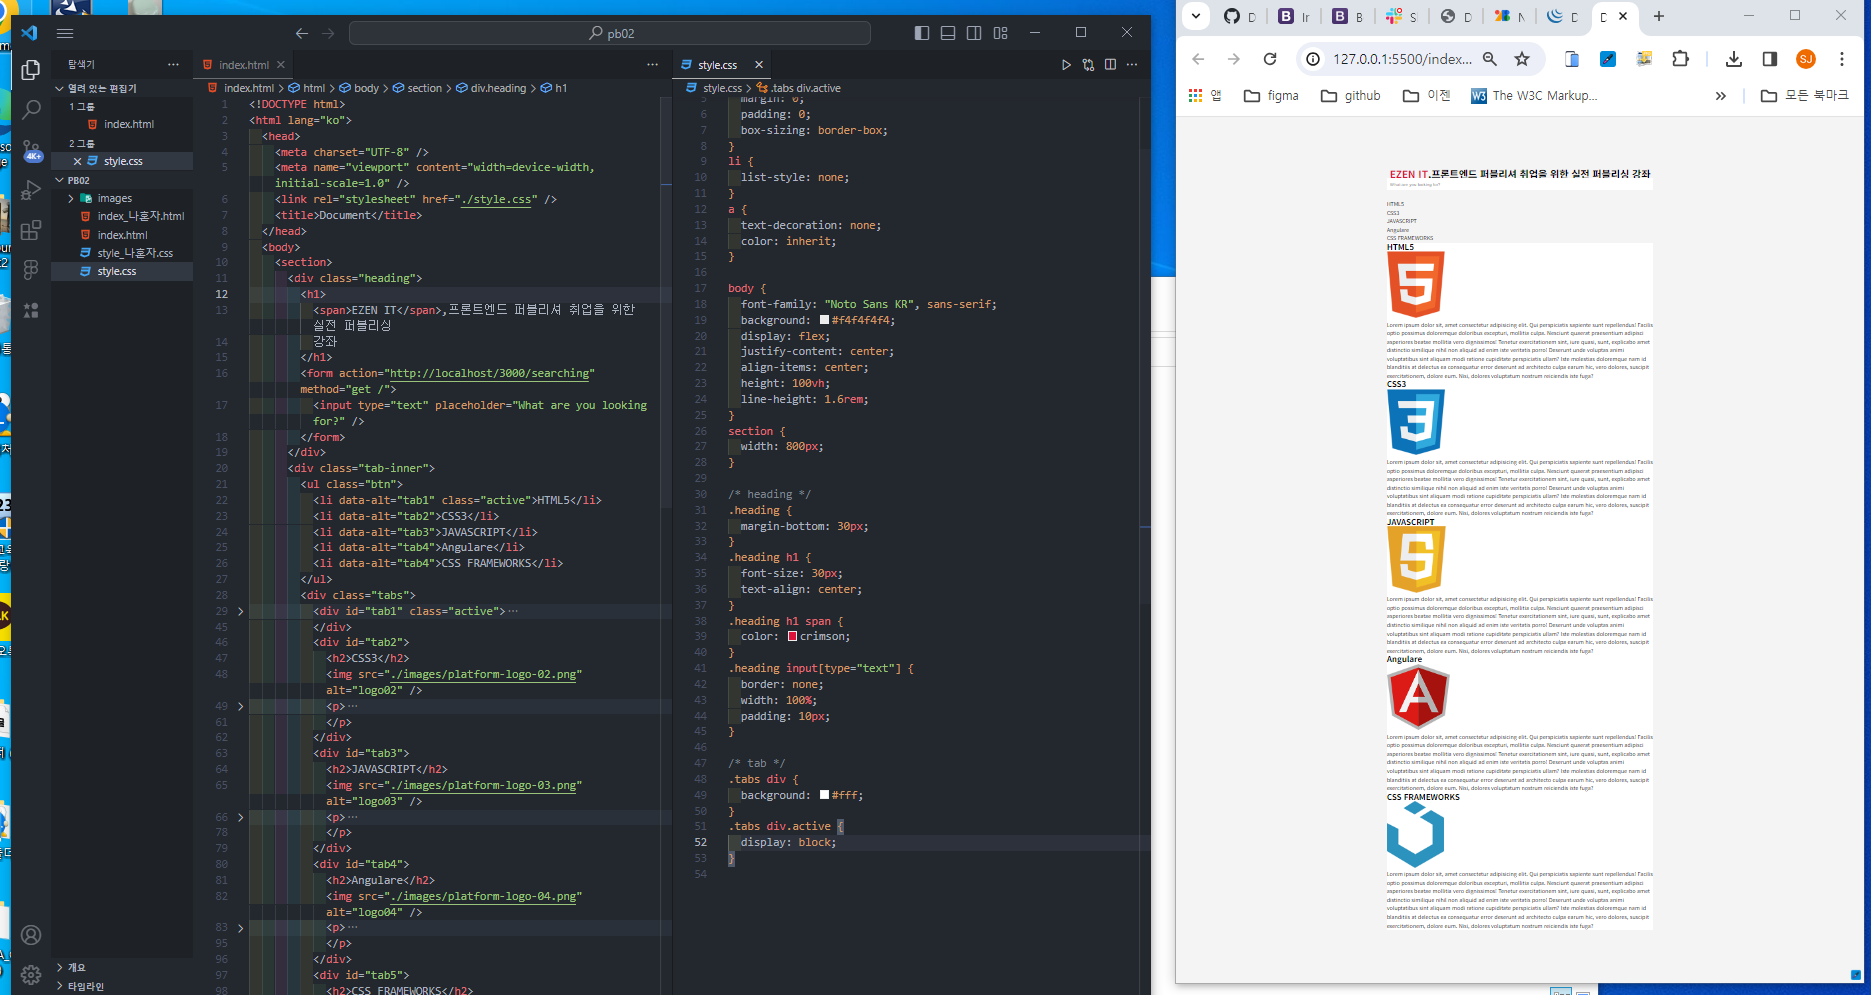 pb02
탐색기
열려 있는 편집기
1 그룹
index.html
2 그룹
style.css
PB02
images
index_나혼자.html
index.html
style_나혼자.css
style.css
개요
타임라인
4K+
index.html
index.html > html > body > section > div.heading > h1
1 <!DOCTYPE html>
2 <html lang="ko">
3 <head>
4 <meta charset="UTF-8" />
5 <meta name="viewport" content="width=device-width,
initial-scale=1.0" />
6 <link rel="stylesheet" href="./style.css" />
7 <title>Document</title>
8 </head>
9 <body>
10 <section>
11 <div class="heading">
12 <h1>
13 <span>EZEN IT</span>,프론트엔드 퍼블리셔 취업을 위한
실전 퍼블리싱
14 강좌
15 </h1>
16 <form action="http://localhost/3000/searching"
method="get /">
17 <input type="text" placeholder="What are you looking
for?" />
18 </form>
19 </div>
20 <div class="tab-inner">
21 <ul class="btn">
22 <li data-alt="tab1" class="active">HTML5</li>
23 <li data-alt="tab2">CSS3</li>
24 <li data-alt="tab3">JAVASCRIPT</li>
25 <li data-alt="tab4">Angulare</li>
26 <li data-alt="tab4">CSS FRAMEWORKS</li>
27 </ul>
28 <div class="tabs">
29 <div id="tab1" class="active">…
45 </div>
46 <div id="tab2">
47 <h2>CSS3</h2>
48 <img src="./images/platform-logo-02.png"
alt="logo02" />
49 <p>…
61 </p>
62 </div>
63 <div id="tab3">
64 <h2>JAVASCRIPT</h2>
65 <img src="./images/platform-logo-03.png"
alt="logo03" />
66 <p>…
78 </p>
79 </div>
80 <div id="tab4">
81 <h2>Angulare</h2>
82 <img src="./images/platform-logo-04.png"
alt="logo04" />
83 <p>…
95 </p>
96 </div>
97 <div id="tab5">
98 <h2>CSS FRAMEWORKS</h2>
style.css
style.css > .tabs div.active
5 margin: 0;
6 padding: 0;
7 box-sizing: border-box;
8 }
9 li {
10 list-style: none;
11 }
12 a {
13 text-decoration: none;
14 color: inherit;
15 }
16
17 body {
18 font-family: "Noto Sans KR", sans-serif;
19 background: #f4f4f4f4;
20 display: flex;
21 justify-content: center;
22 align-items: center;
23 height: 100vh;
24 line-height: 1.6rem;
25 }
26 section {
27 width: 800px;
28 }
29
30 /* heading */
31 .heading {
32 margin-bottom: 30px;
33 }
34 .heading h1 {
35 font-size: 30px;
36 text-align: center;
37 }
38 .heading h1 span {
39 color: crimson;
40 }
41 .heading input[type="text"] {
42 border: none;
43 width: 100%;
44 padding: 10px;
45 }
46
47 /* tab */
48 .tabs div {
49 background: #fff;
50 }
51 .tabs div.active {
52 display: block;
53 }
54
127.0.0.1:5500/index...
SJ
앱
figma
github
이젠
The W3C Markup...
모든 북마크
EZEN IT,프론트엔드 퍼블리셔 취업을 위한 실전 퍼블리싱 강좌
What are you looking for?
HTML5
CSS3
JAVASCRIPT
Angulare
CSS FRAMEWORKS
HTML5
CSS3
JAVASCRIPT
Angulare
CSS FRAMEWORKS